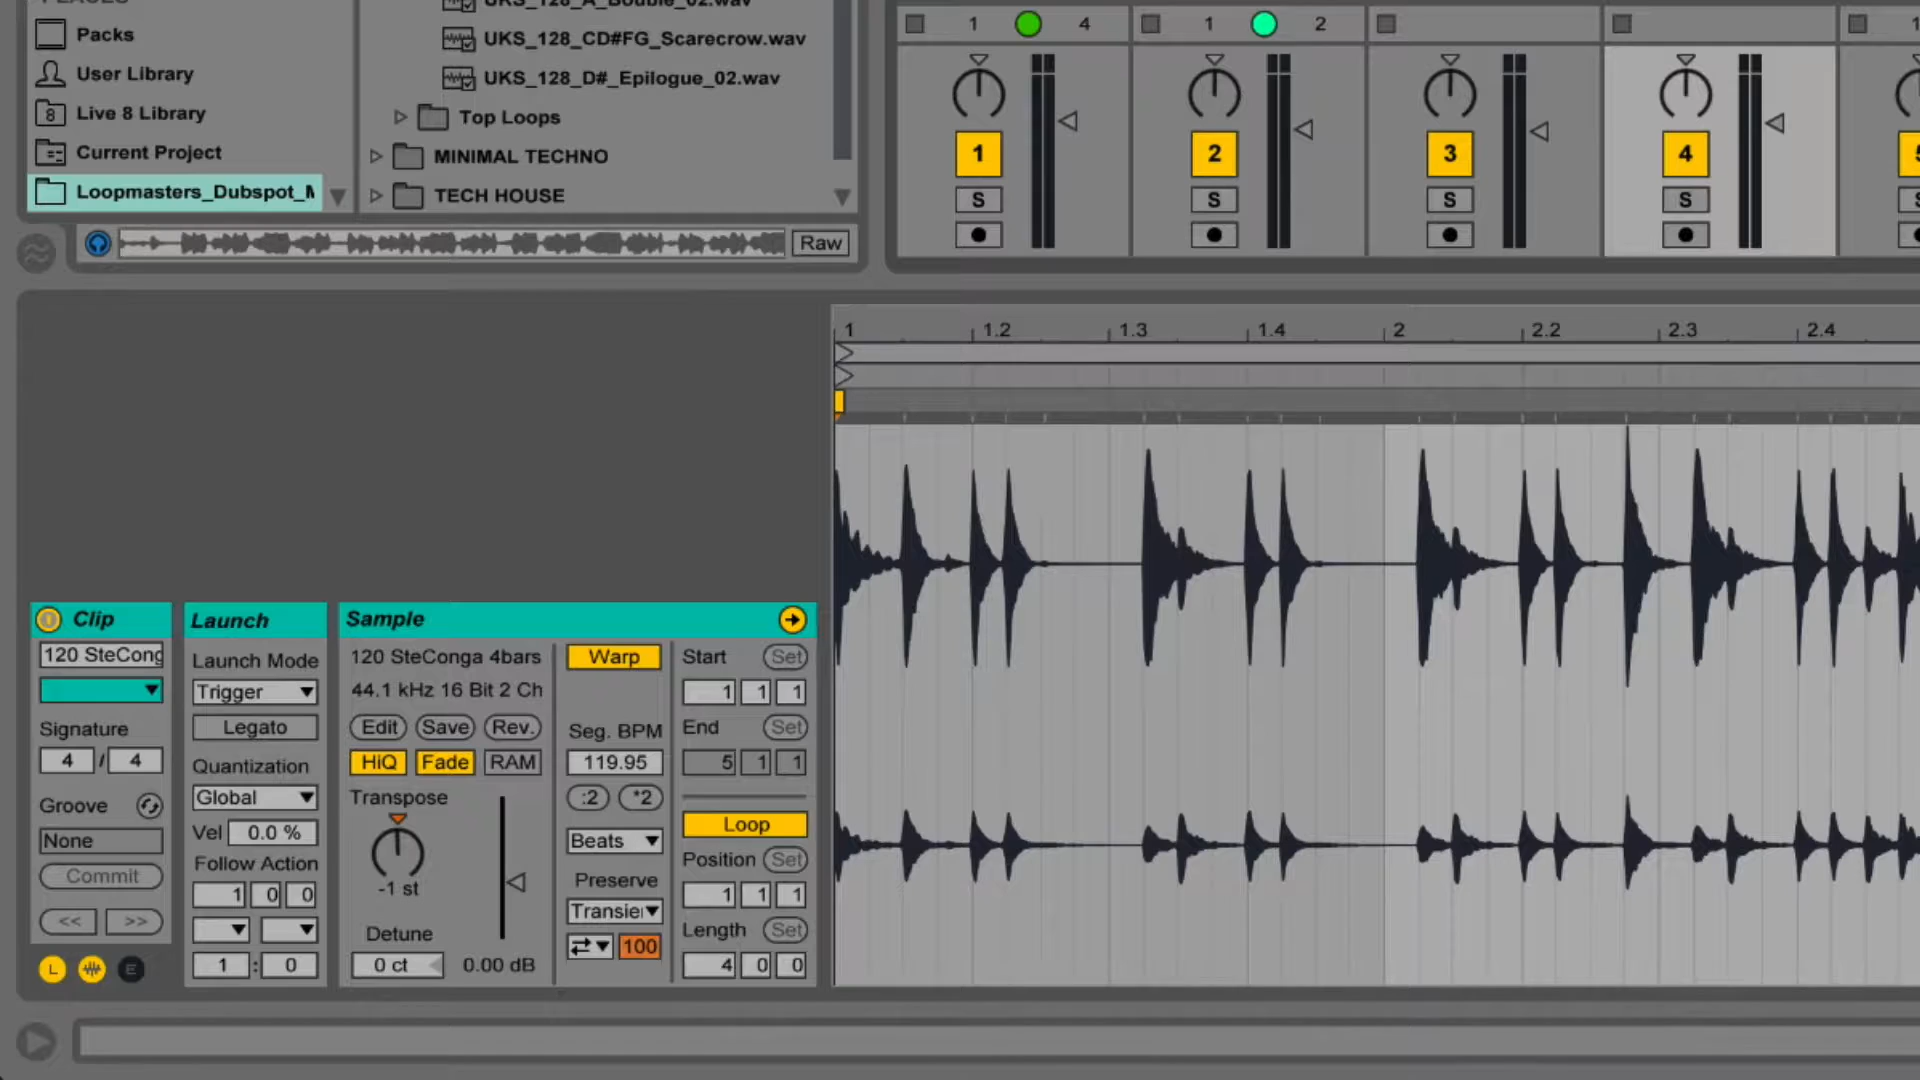 Packs
User Library
8 Live 8 Library
Current Project
Loopmasters_Dubspot_M
UKS_128_CD#FG_Scarecrow.wav
UKS_128_D#_Epilogue_02.wav
Top Loops
MINIMAL TECHNO
TECH HOUSE
Raw
1 4
1 2
1 2 3 4
S S S S
1 1.2 1.3 1.4 2 2.2 2.3 2.4
Clip
120 SteCong
Signature
4 / 4
Groove
None
Commit
<< >>
L E
Launch
Launch Mode
Trigger
Legato
Quantization
Global
Vel 0.0 %
Follow Action
1 0 0
1 : 0
Sample
120 SteConga 4bars
44.1 kHz 16 Bit 2 Ch
Edit Save Rev.
HiQ Fade RAM
Transpose
-1 st
Detune
0 ct 0.00 dB
Warp
Seg. BPM
119.95
:2 *2
Beats
Preserve
Transie
100
Start Set
1 1 1
End Set
5 1 1
Loop
Position Set
1 1 1
Length Set
4 0 0